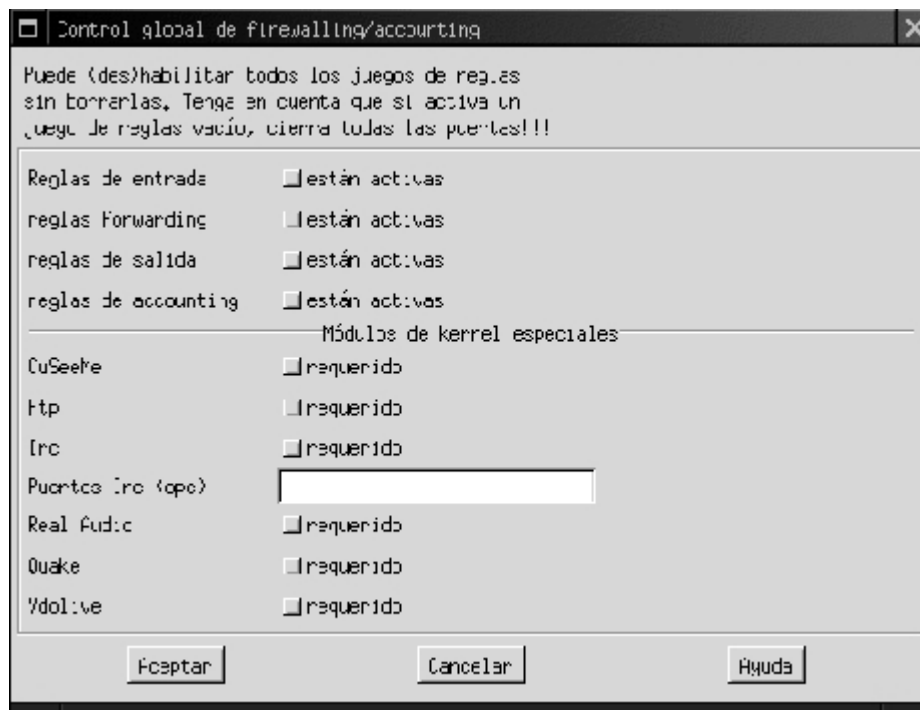 Control global de firewalling/accounting
Puede (des)habilitar todos los juegos de reglas
sin borrarlas. Tenga en cuenta que si activa un
juego de reglas vacío, cierra todas las puertas!!!
Reglas de entrada están activas
reglas Forwarding están activas
reglas de salida están activas
reglas de accounting están activas
Módulos de kernel especiales
CuSeeMe requerido
Ftp requerido
Irc requerido
Puertos Irc (opc)
Real Audio requerido
Quake requerido
Vdolive requerido
Aceptar Cancelar Ayuda